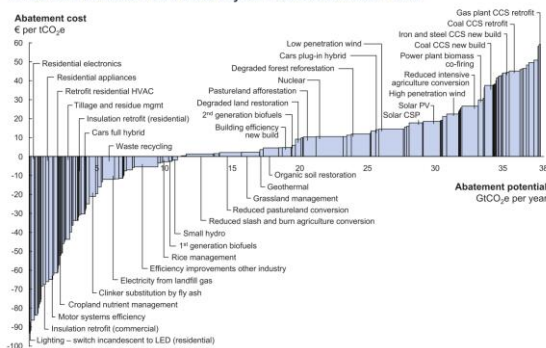 Gas plant CCS retrofit
Coal CCS retrofit
Iron and steel CCS new build
Coal CCS new build
Power plant biomass
co-firing
Reduced intensive
agriculture conversion
High penetration wind
Solar PV
Solar CSP
Low penetration wind
Cars plug-in hybrid
Degraded forest reforestation
Nuclear
Pastureland afforestation
Degraded land restoration
2nd generation biofuels
Building efficiency
new build
Abatement cost
€ per tCO2e
60
50
40
30
20
10
0
-10
-20
-30
-40
-50
-60
-70
-80
-90
-100
Residential electronics
Residential appliances
Retrofit residential HVAC
Tillage and residue mgmt
Insulation retrofit (residential)
Cars full hybrid
Waste recycling
5
10
15
20
25
30
35
38
Abatement potential
GtCO2e per year
Organic soil restoration
Geothermal
Grassland management
Reduced pastureland conversion
Reduced slash and burn agriculture conversion
Small hydro
1st generation biofuels
Rice management
Efficiency improvements other industry
Electricity from landfill gas
Clinker substitution by fly ash
Cropland nutrient management
Motor systems efficiency
Insulation retrofit (commercial)
Lighting – switch incandescent to LED (residential)